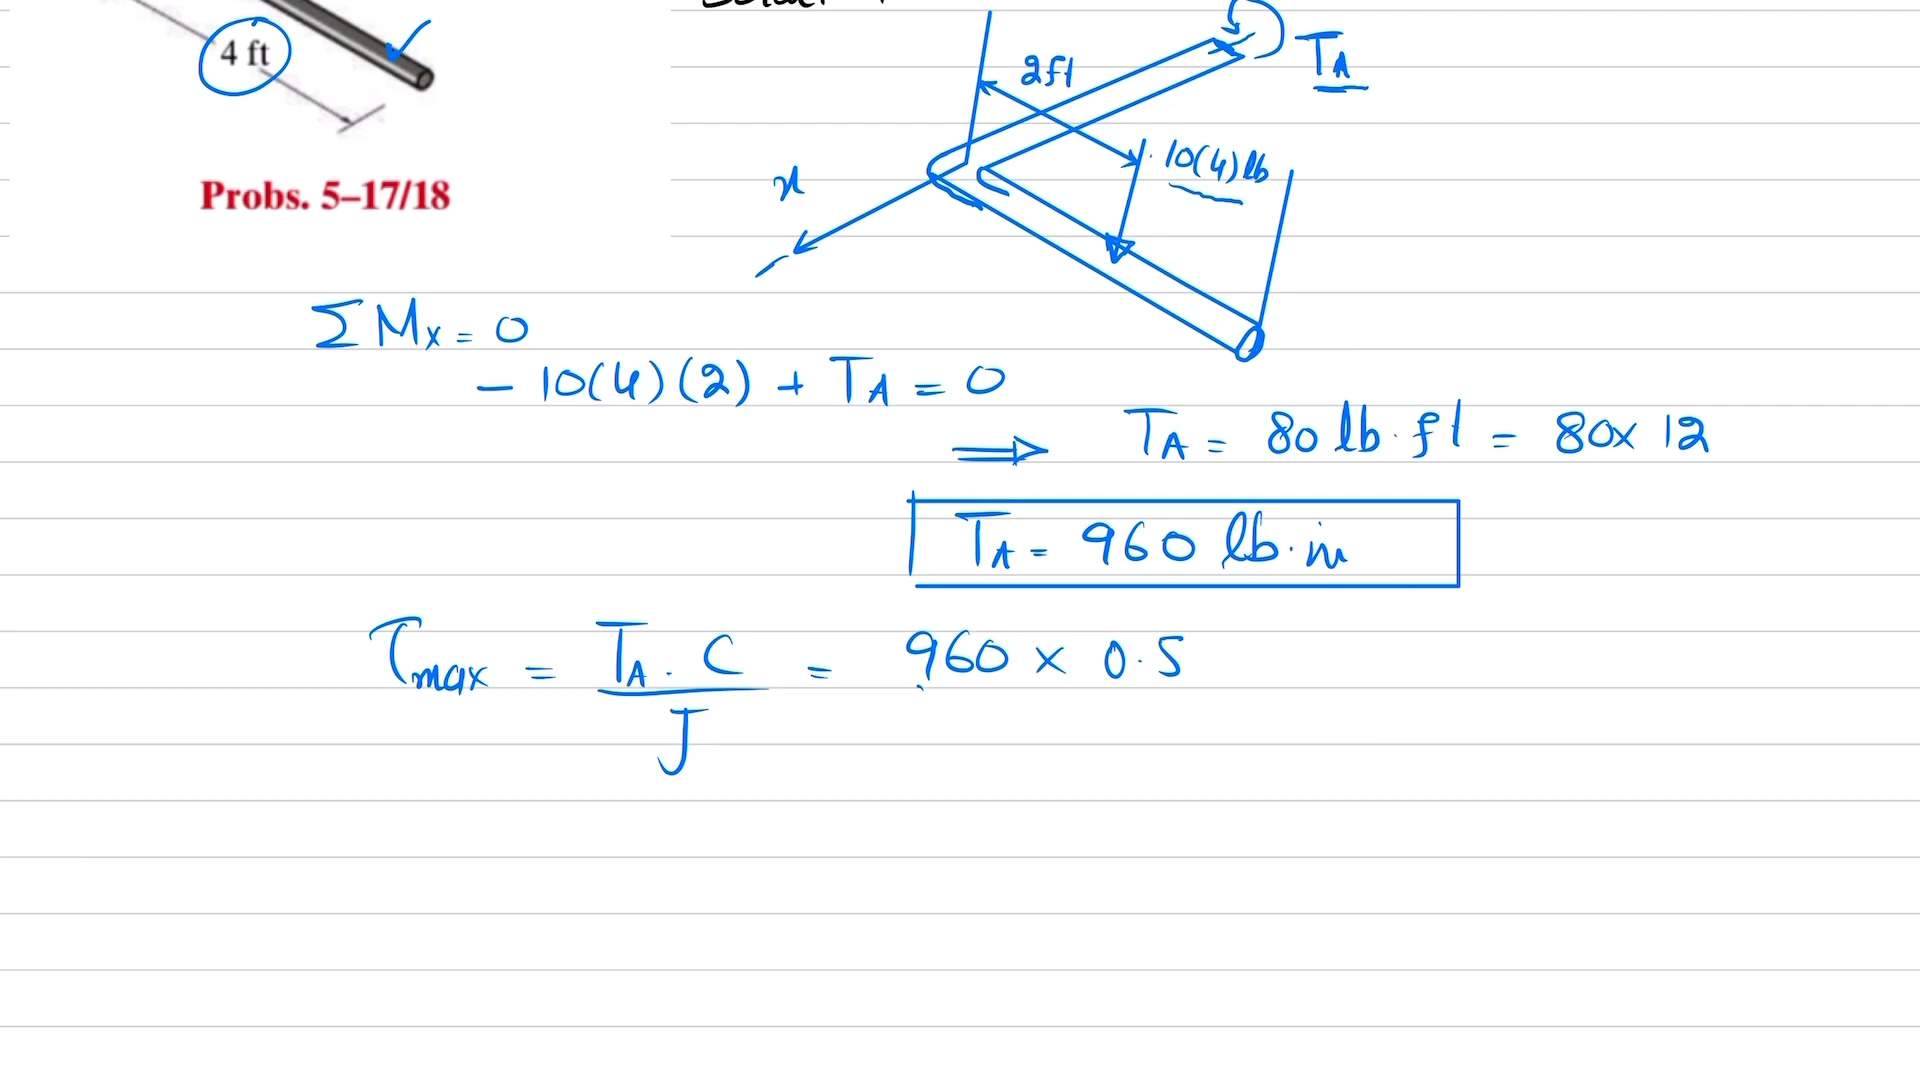 4 ft
2ft
T_A
10(4) lb
x
Probs. 5–17/18
ΣM_x = 0
- 10(4)(2) + T_A = 0
⟹ T_A = 80 lb.ft = 80x 12
T_A = 960 lb.in
τ_max = T_A . C / J = 960 x 0.5